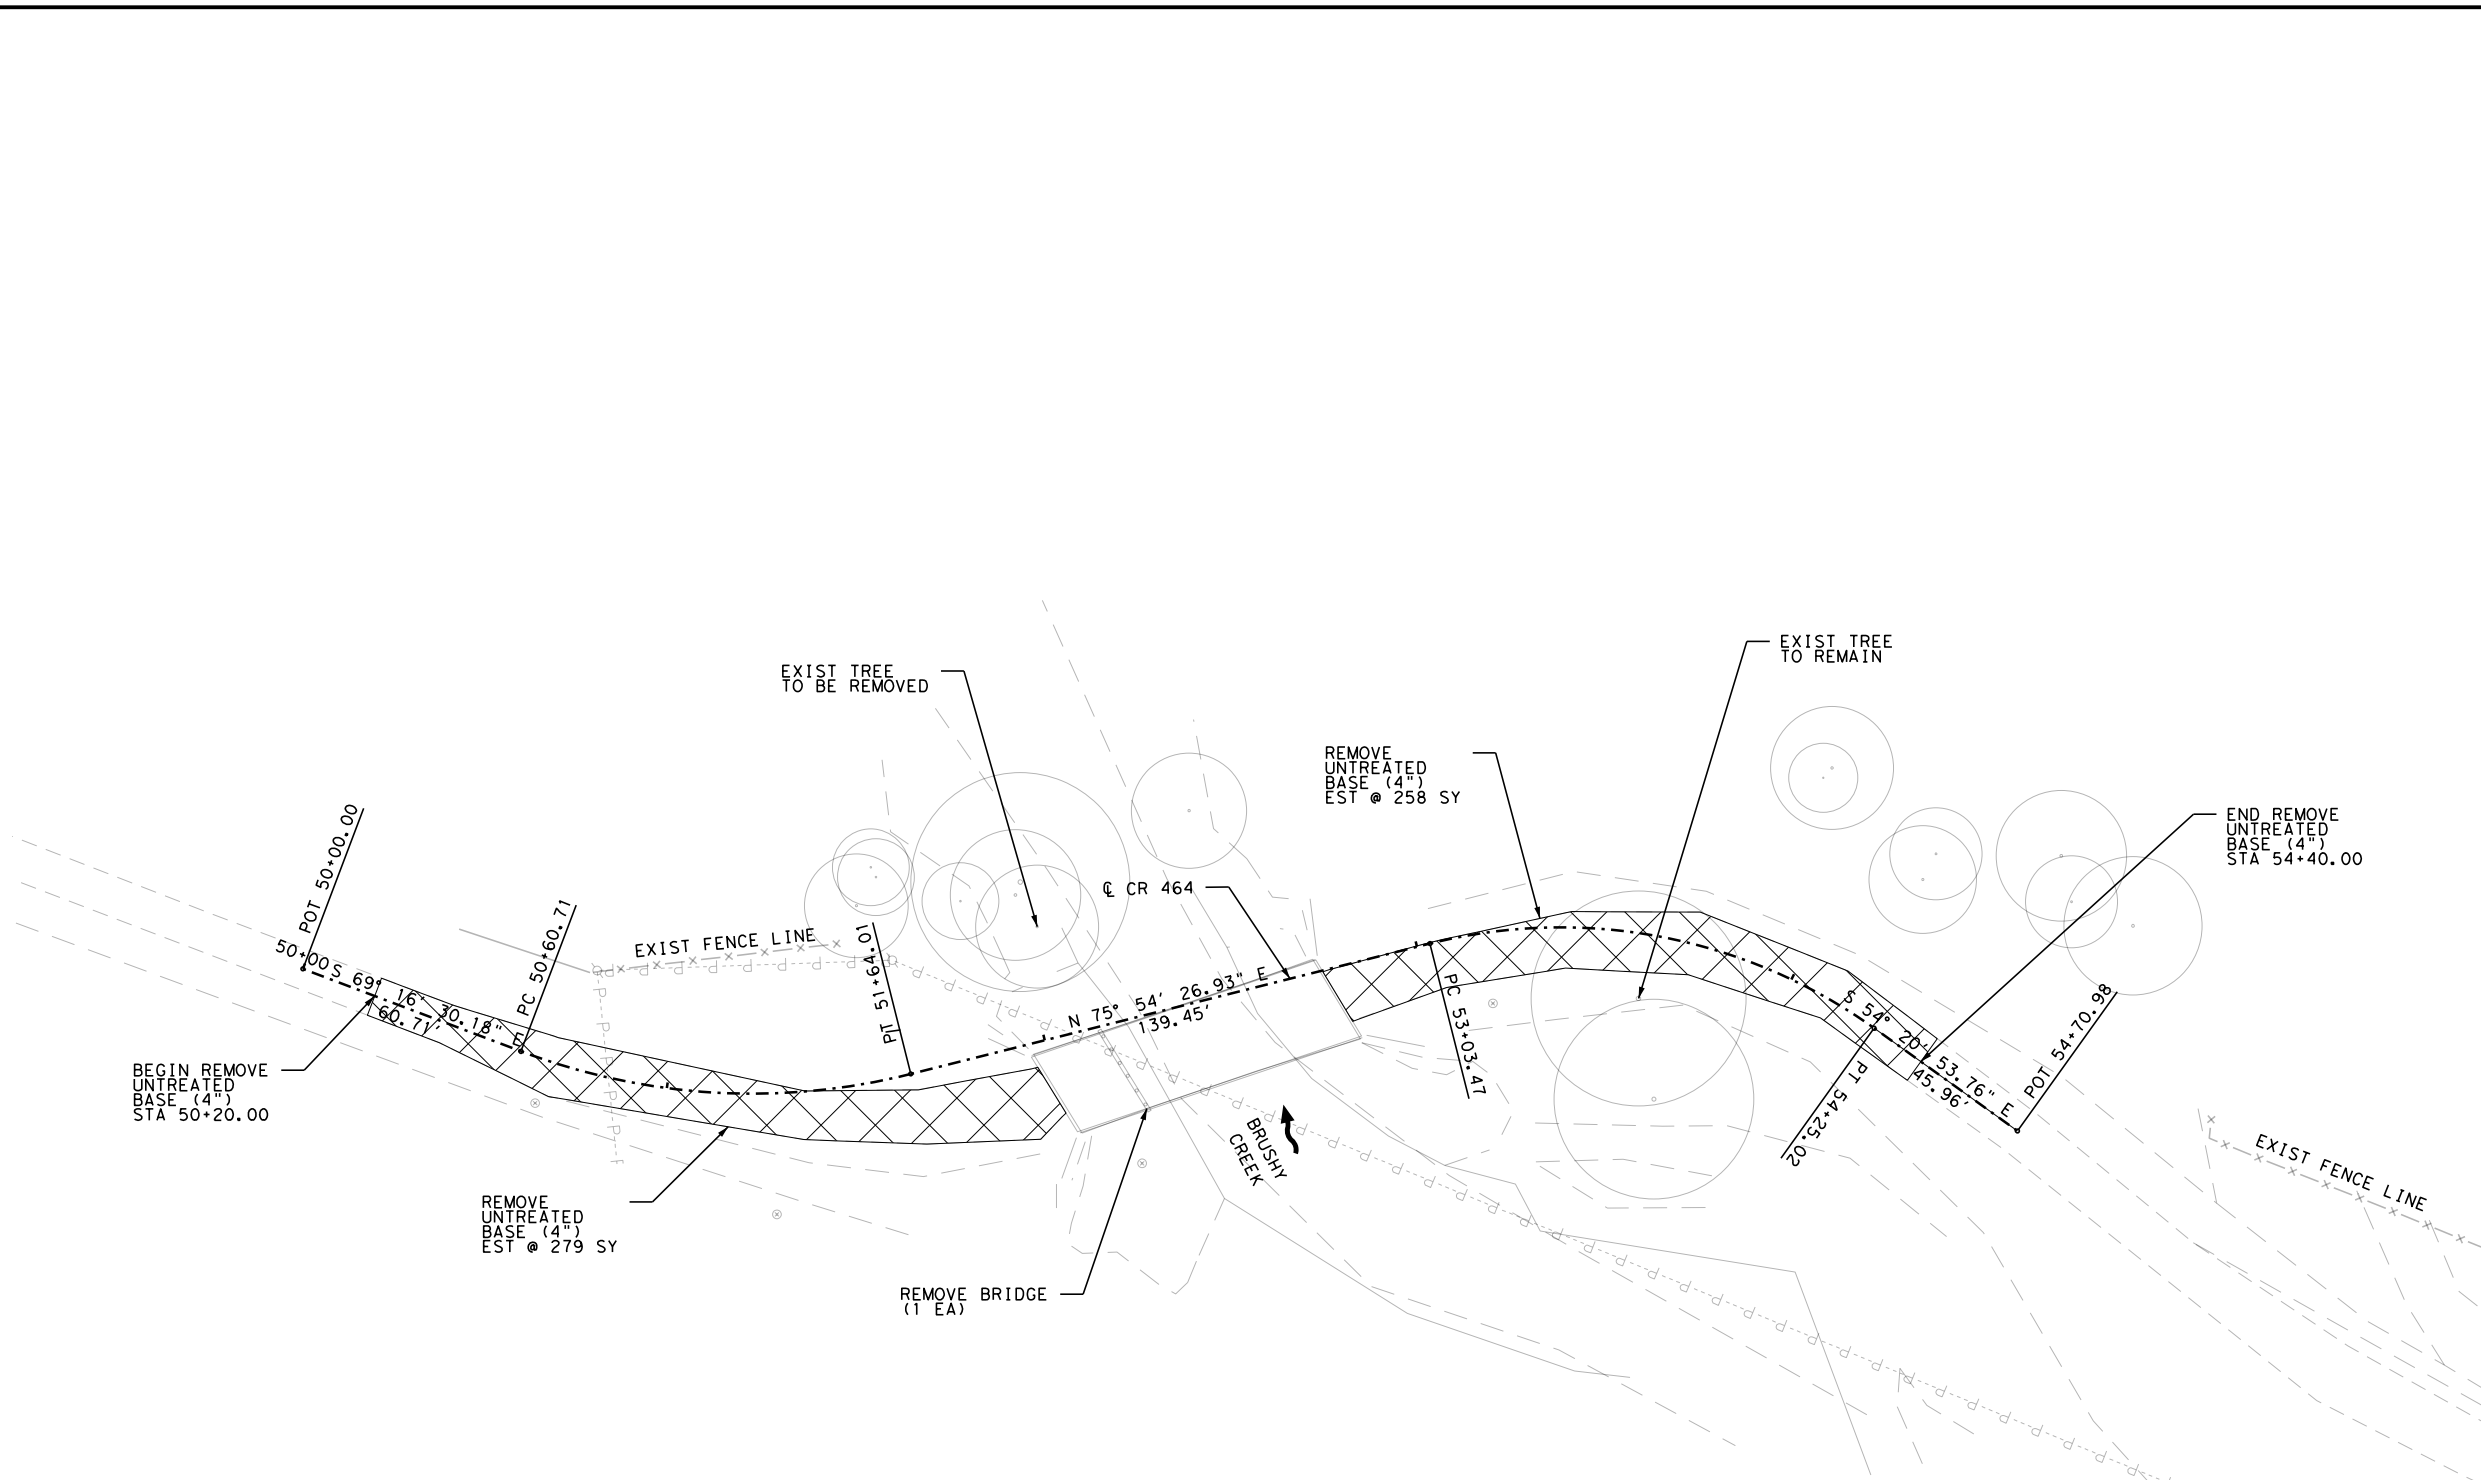 EXIST TREE
TO REMAIN
EXIST TREE
TO BE REMOVED
REMOVE
UNTREATED
BASE (4")
EST @ 258 SY
END REMOVE
UNTREATED
BASE (4")
STA 54+40.00
POT 50+00.00
PC 50+60.71
PT 51+64.01
℄ CR 464
EXIST FENCE LINE
50+00
S 69° 16' 30.18" E
60.71'
N 75° 54' 26.93" E
139.45'
PC 53+03.47
S 54° 20' 53.76" E
45.96'
PT 54+25.02
POT 54+70.98
BEGIN REMOVE
UNTREATED
BASE (4")
STA 50+20.00
BRUSHY
CREEK
EXIST FENCE LINE
REMOVE
UNTREATED
BASE (4")
EST @ 279 SY
REMOVE BRIDGE
(1 EA)